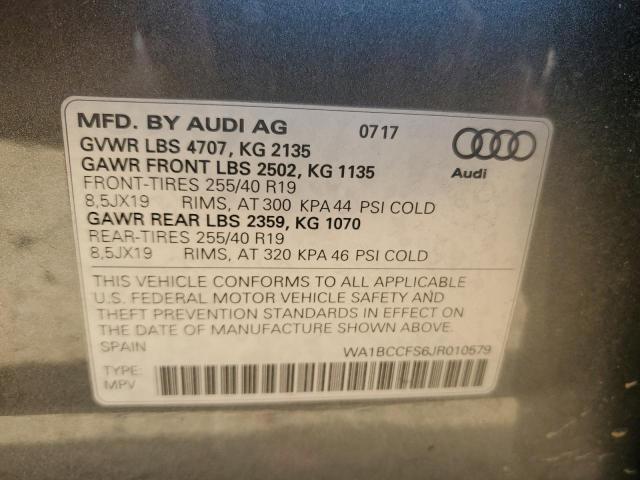 MFD. BY AUDI AG 0717
GVWR LBS 4707, KG 2135
GAWR FRONT LBS 2502, KG 1135
FRONT-TIRES 255/40 R19
8,5JX19 RIMS, AT 300 KPA 44 PSI COLD
GAWR REAR LBS 2359, KG 1070
REAR-TIRES 255/40 R19
8,5JX19 RIMS, AT 320 KPA 46 PSI COLD
Audi
THIS VEHICLE CONFORMS TO ALL APPLICABLE
U.S. FEDERAL MOTOR VEHICLE SAFETY AND
THEFT PREVENTION STANDARDS IN EFFECT ON
THE DATE OF MANUFACTURE SHOWN ABOVE.
SPAIN WA1BCCFS6JR010579
TYPE:
MPV